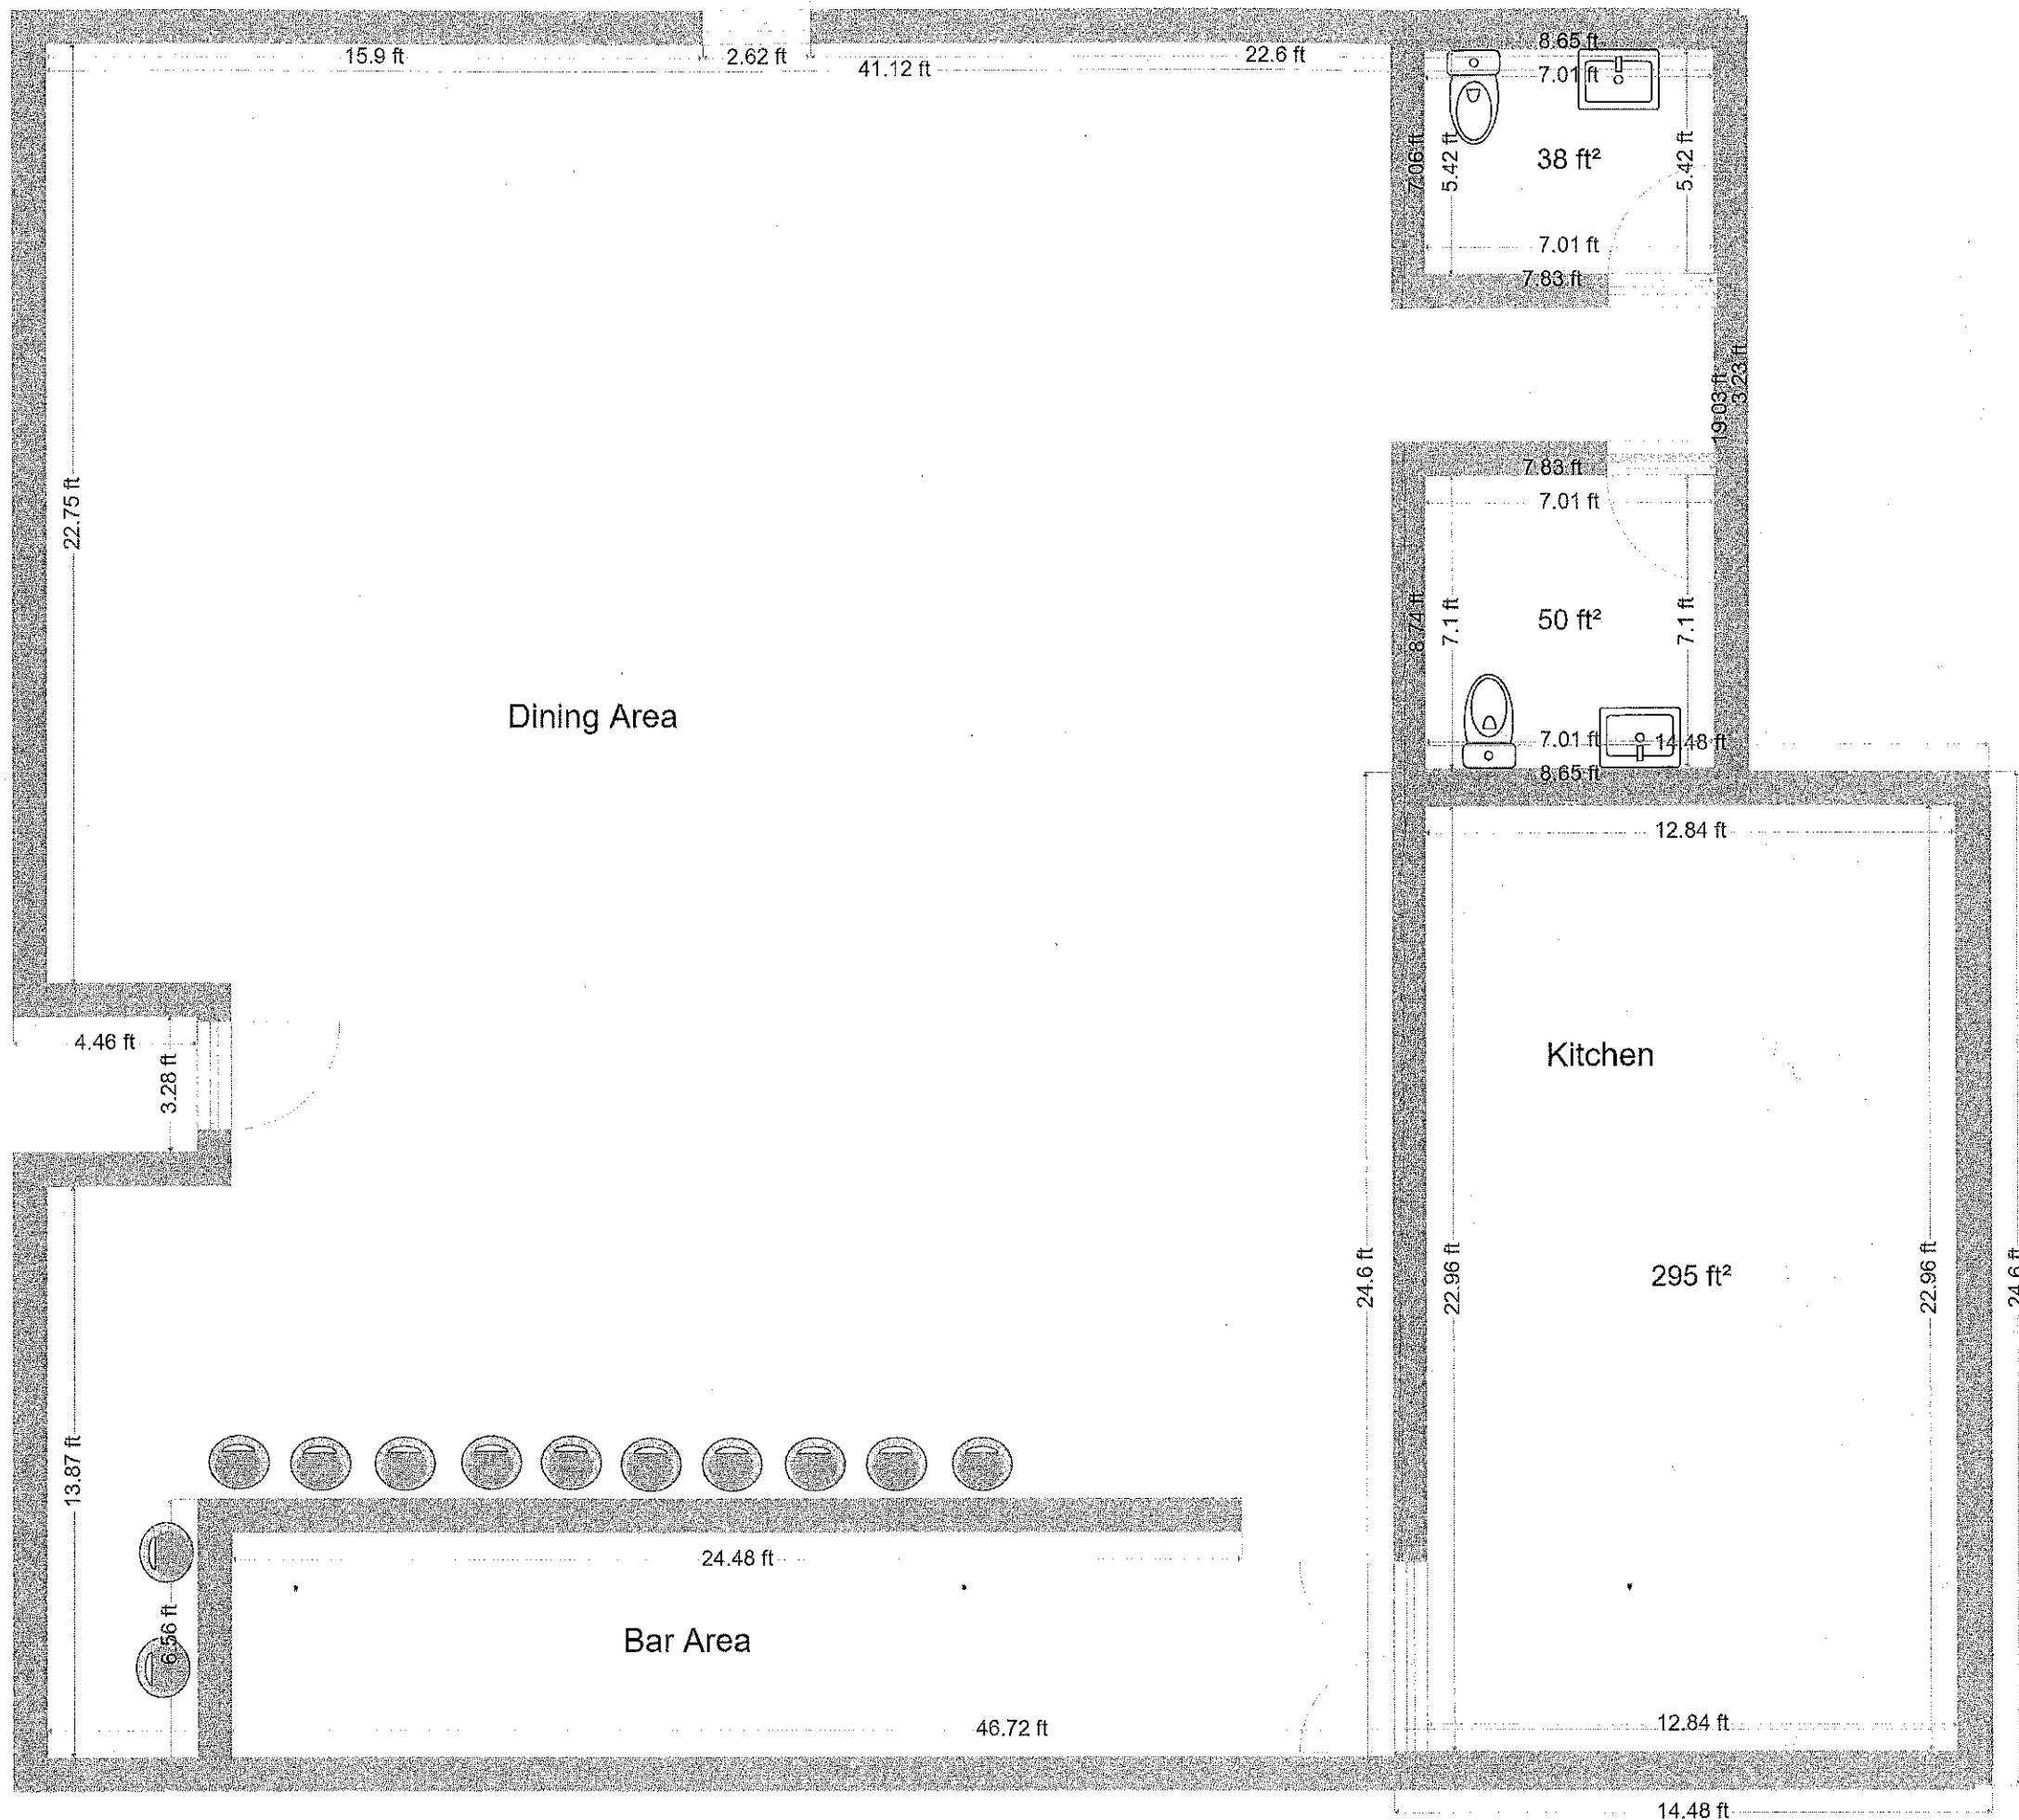 8.65 ft
15.9 ft
2.62 ft
22.6 ft
41.12 ft
7.01 ft
7.06 ft
5.42 ft
38 ft²
5.42 ft
7.01 ft
7.83 ft
19.03 ft
3.23 ft
7.83 ft
7.01 ft
22.75 ft
8.74 ft
7.1 ft
50 ft²
7.1 ft
Dining Area
7.01 ft
14.48 ft
8.65 ft
12.84 ft
4.46 ft
3.28 ft
Kitchen
24.6 ft
22.96 ft
295 ft²
22.96 ft
24.6 ft
13.87 ft
24.48 ft
6.56 ft
Bar Area
46.72 ft
12.84 ft
14.48 ft